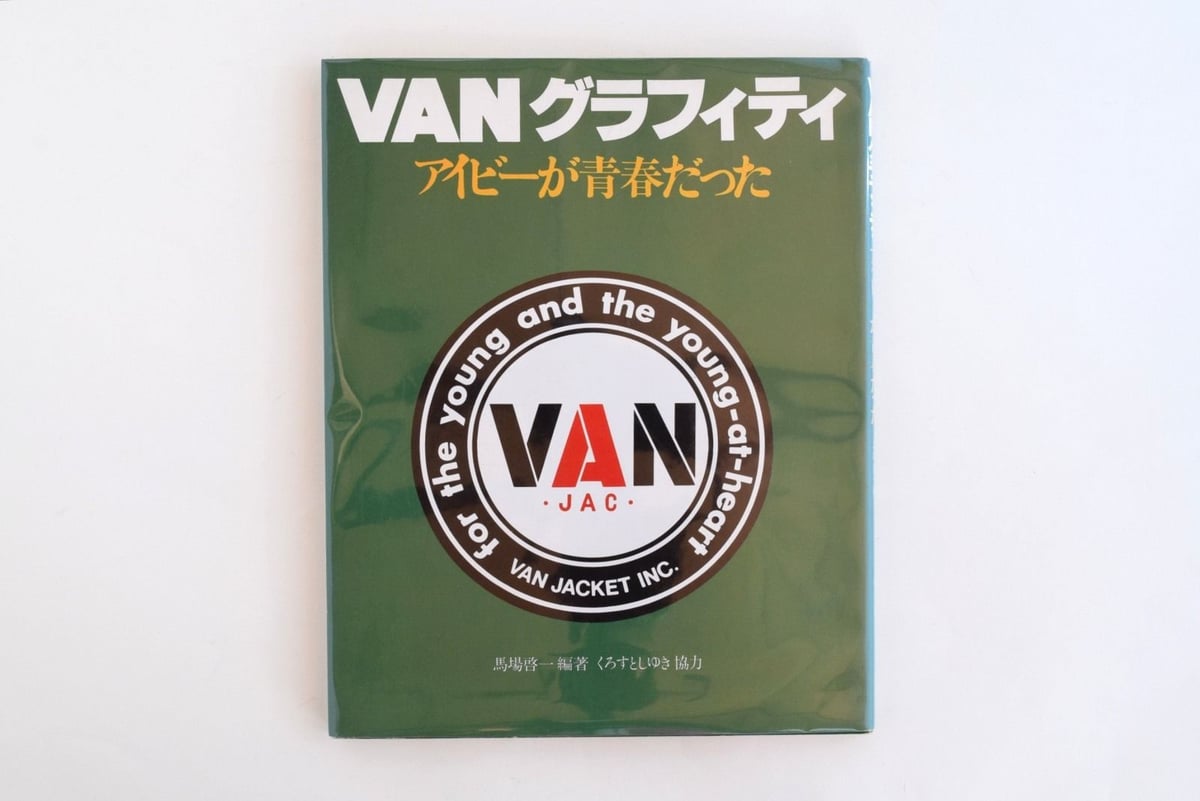 VANグラフィティ
アイビーが青春だった
for the young and the young-at-heart
VAN
・JAC・
VAN JACKET INC.
馬場啓一 編著 くろすとしゆき 協力